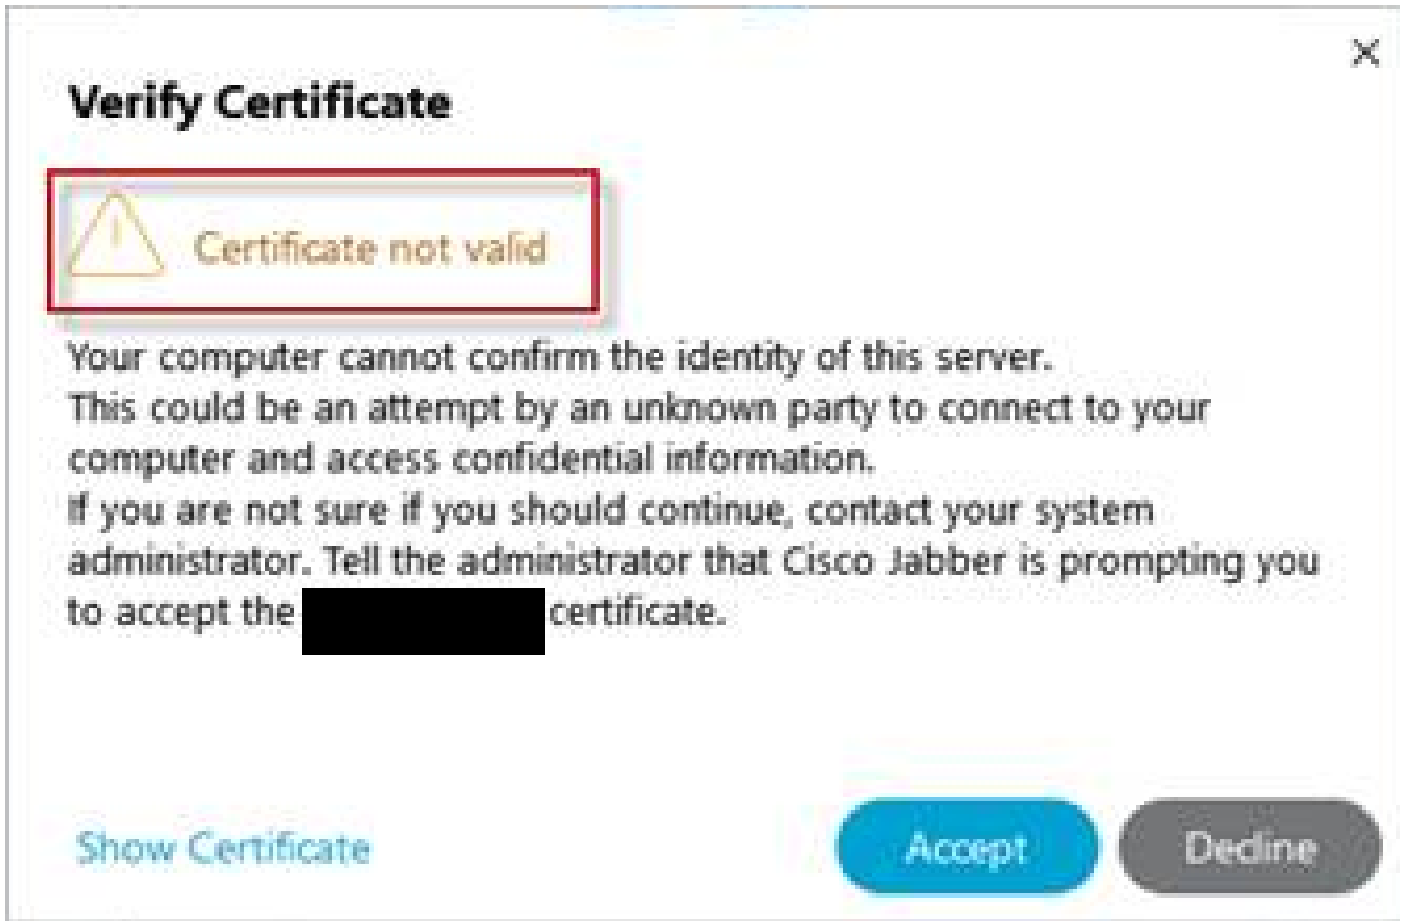 Verify Certificate
Certificate not valid
Your computer cannot confirm the identity of this server.
This could be an attempt by an unknown party to connect to your
computer and access confidential information.
If you are not sure if you should continue, contact your system
administrator. Tell the administrator that Cisco Jabber is prompting you
to accept the certificate.
Show Certificate
Accept
Decline